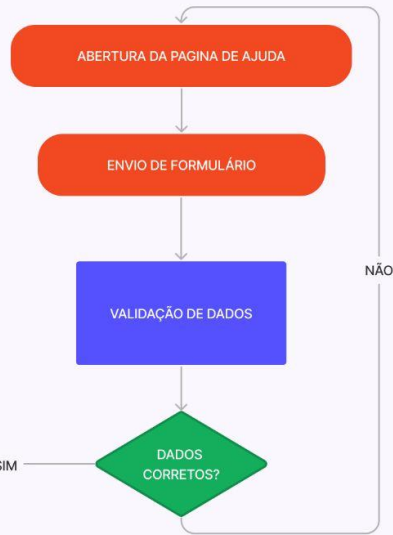 ABERTURA DA PAGINA DE AJUDA
ENVIO DE FORMULÁRIO
NÃO
VALIDAÇÃO DE DADOS
DADOS
CORRETOS?
SIM